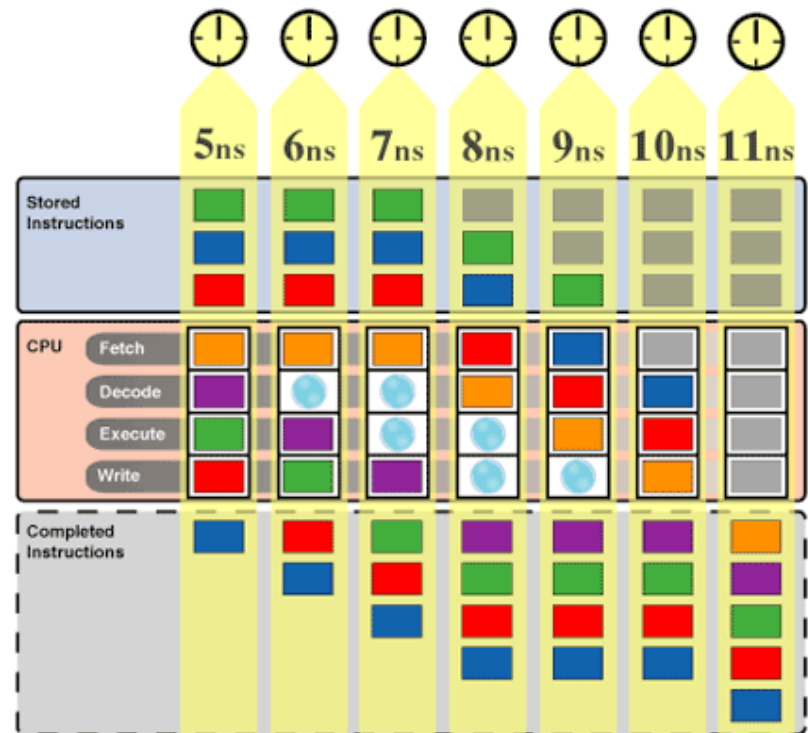 5ns 6ns 7ns 8ns 9ns 10ns 11ns
Stored
Instructions
CPU
Fetch
Decode
Execute
Write
Completed
Instructions